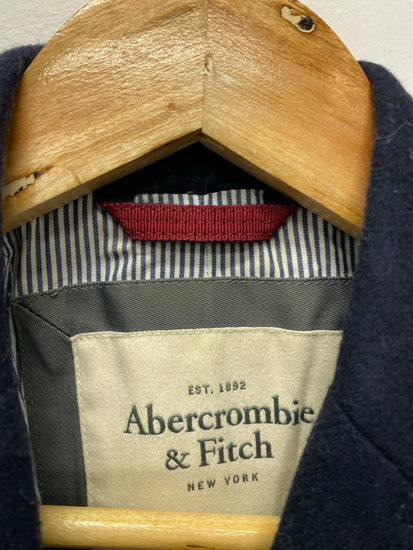 EST. 1892
Abercrombie
& Fitch
NEW YORK